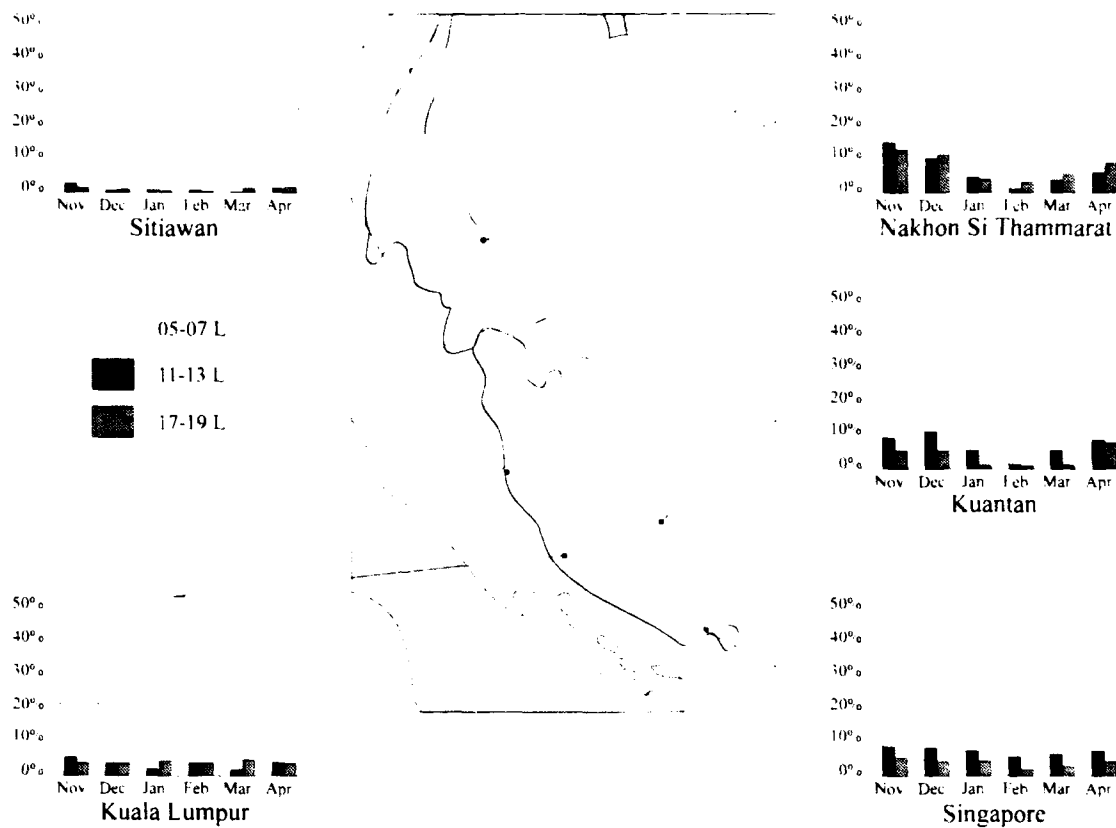 50%
40%
30%
20%
10%
0%
Nov Dec Jan Feb Mar Apr
Sitiawan
05-07 L
11-13 L
17-19 L
50%
40%
30%
20%
10%
0%
Nov Dec Jan Feb Mar Apr
Kuala Lumpur
50%
40%
30%
20%
10%
0%
Nov Dec Jan Feb Mar Apr
Nakhon Si Thammarat
50%
40%
30%
20%
10%
0%
Nov Dec Jan Feb Mar Apr
Kuantan
50%
40%
30%
20%
10%
0%
Nov Dec Jan Feb Mar Apr
Singapore